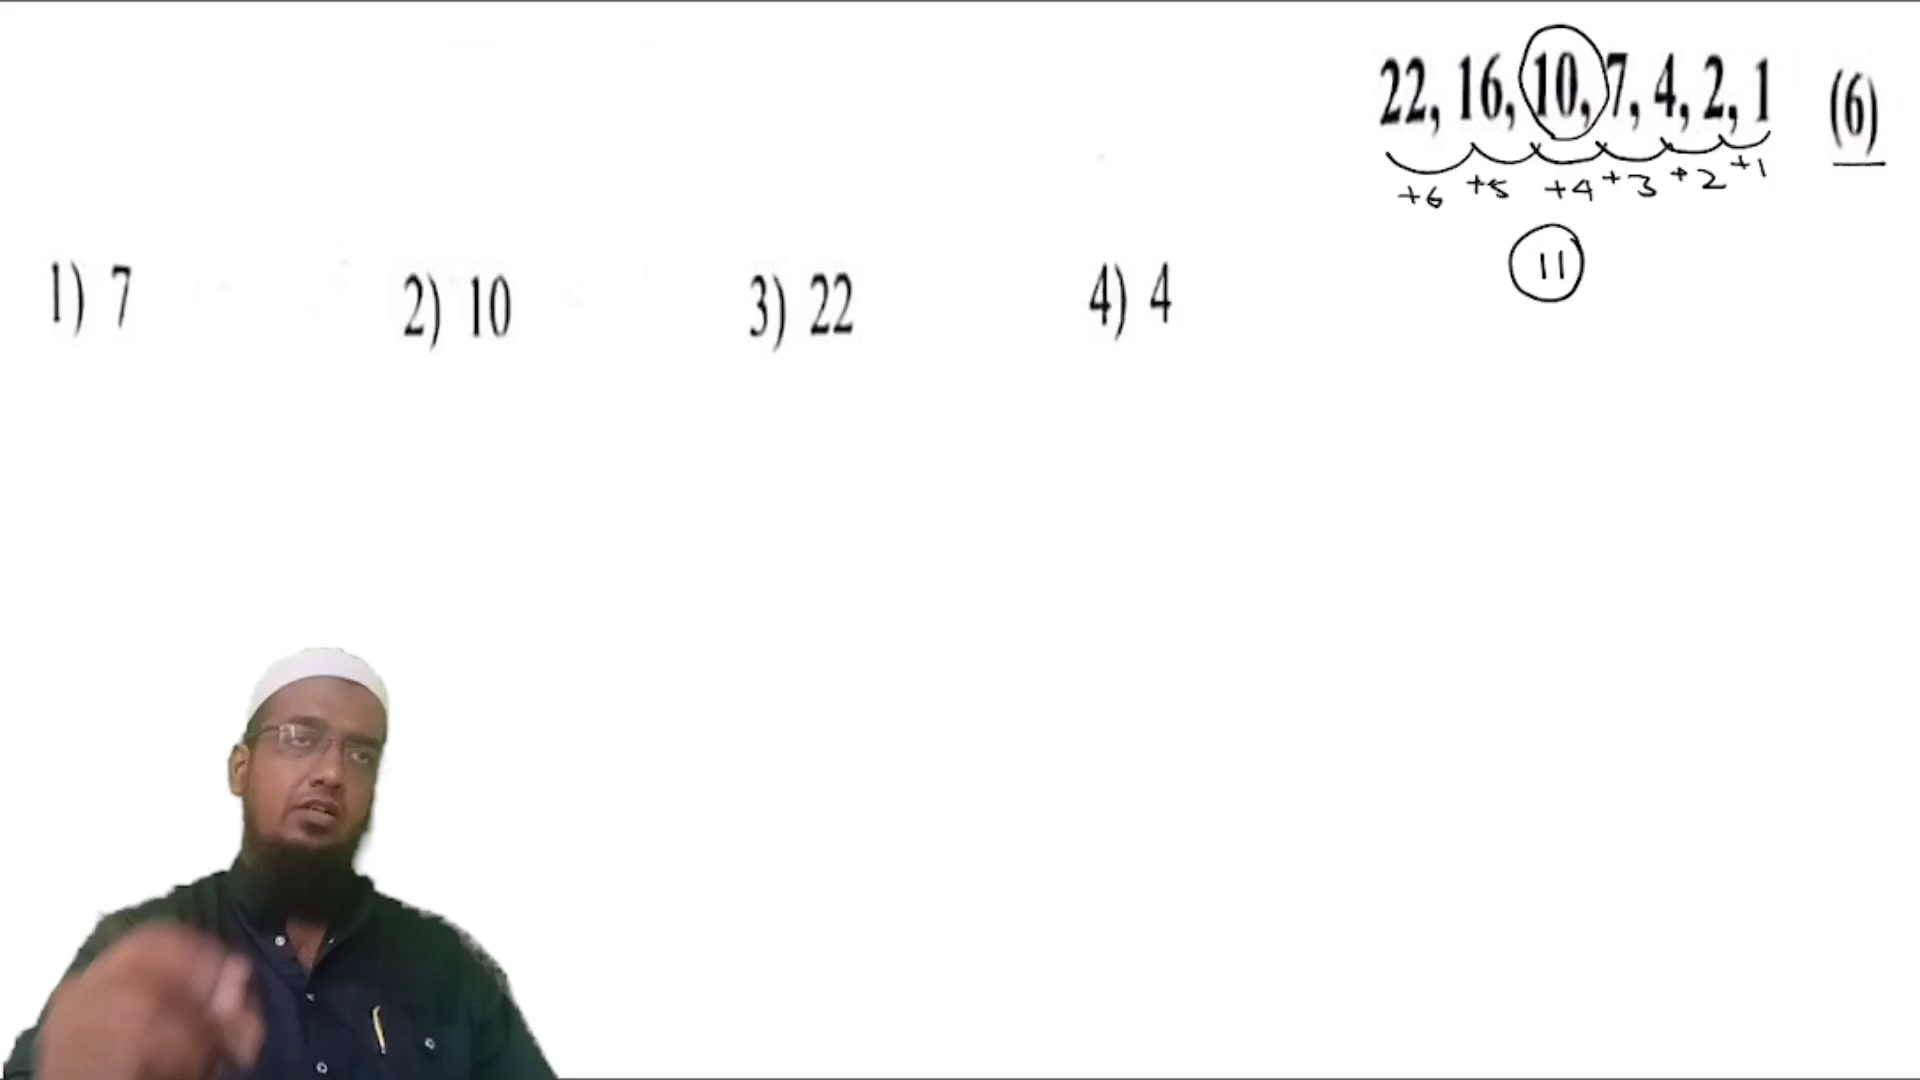 22, 16, 10, 7, 4, 2, 1 (6)
+6 +5 +4 +3 +2 +1
11
1) 7 2) 10 3) 22 4) 4